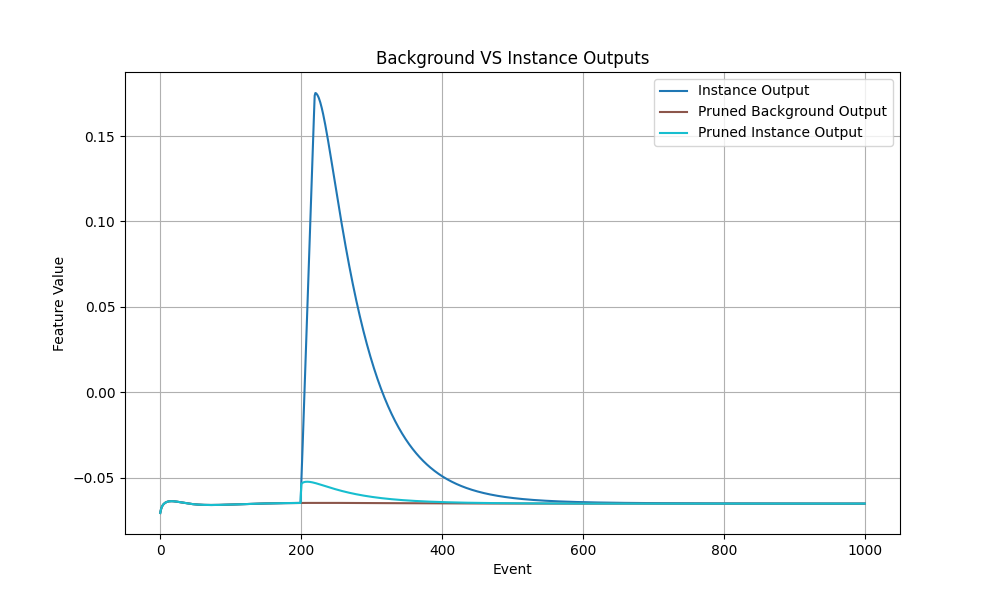 Background VS Instance Outputs
Instance Output
Pruned Background Output
Pruned Instance Output
Feature Value
0.15
0.10
0.05
0.00
−0.05
0 200 400 600 800 1000
Event